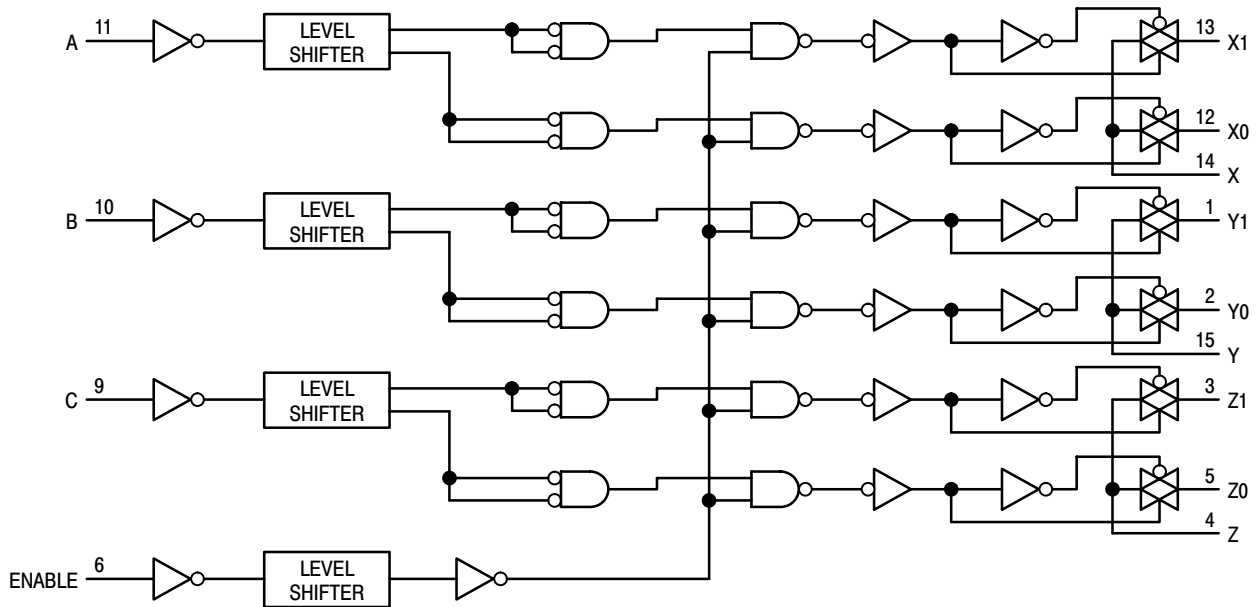 A 11 LEVEL SHIFTER 13 X1
12 X0
14 X
B 10 LEVEL SHIFTER 1 Y1
2 Y0
15 Y
C 9 LEVEL SHIFTER 3 Z1
5 Z0
4 Z
ENABLE 6 LEVEL SHIFTER